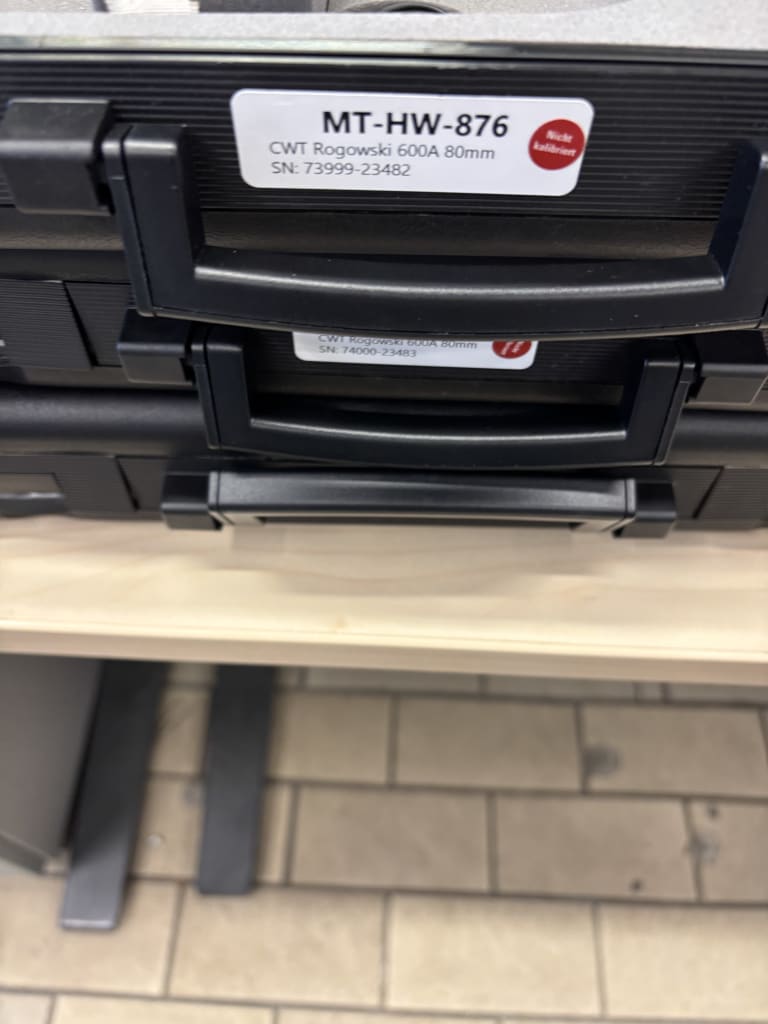 MT-HW-876
CWT Rogowski 600A 80mm
SN: 73999-23482
Nicht
kalibriert
CWT Rogowski 600A 80mm
SN: 74000-23483